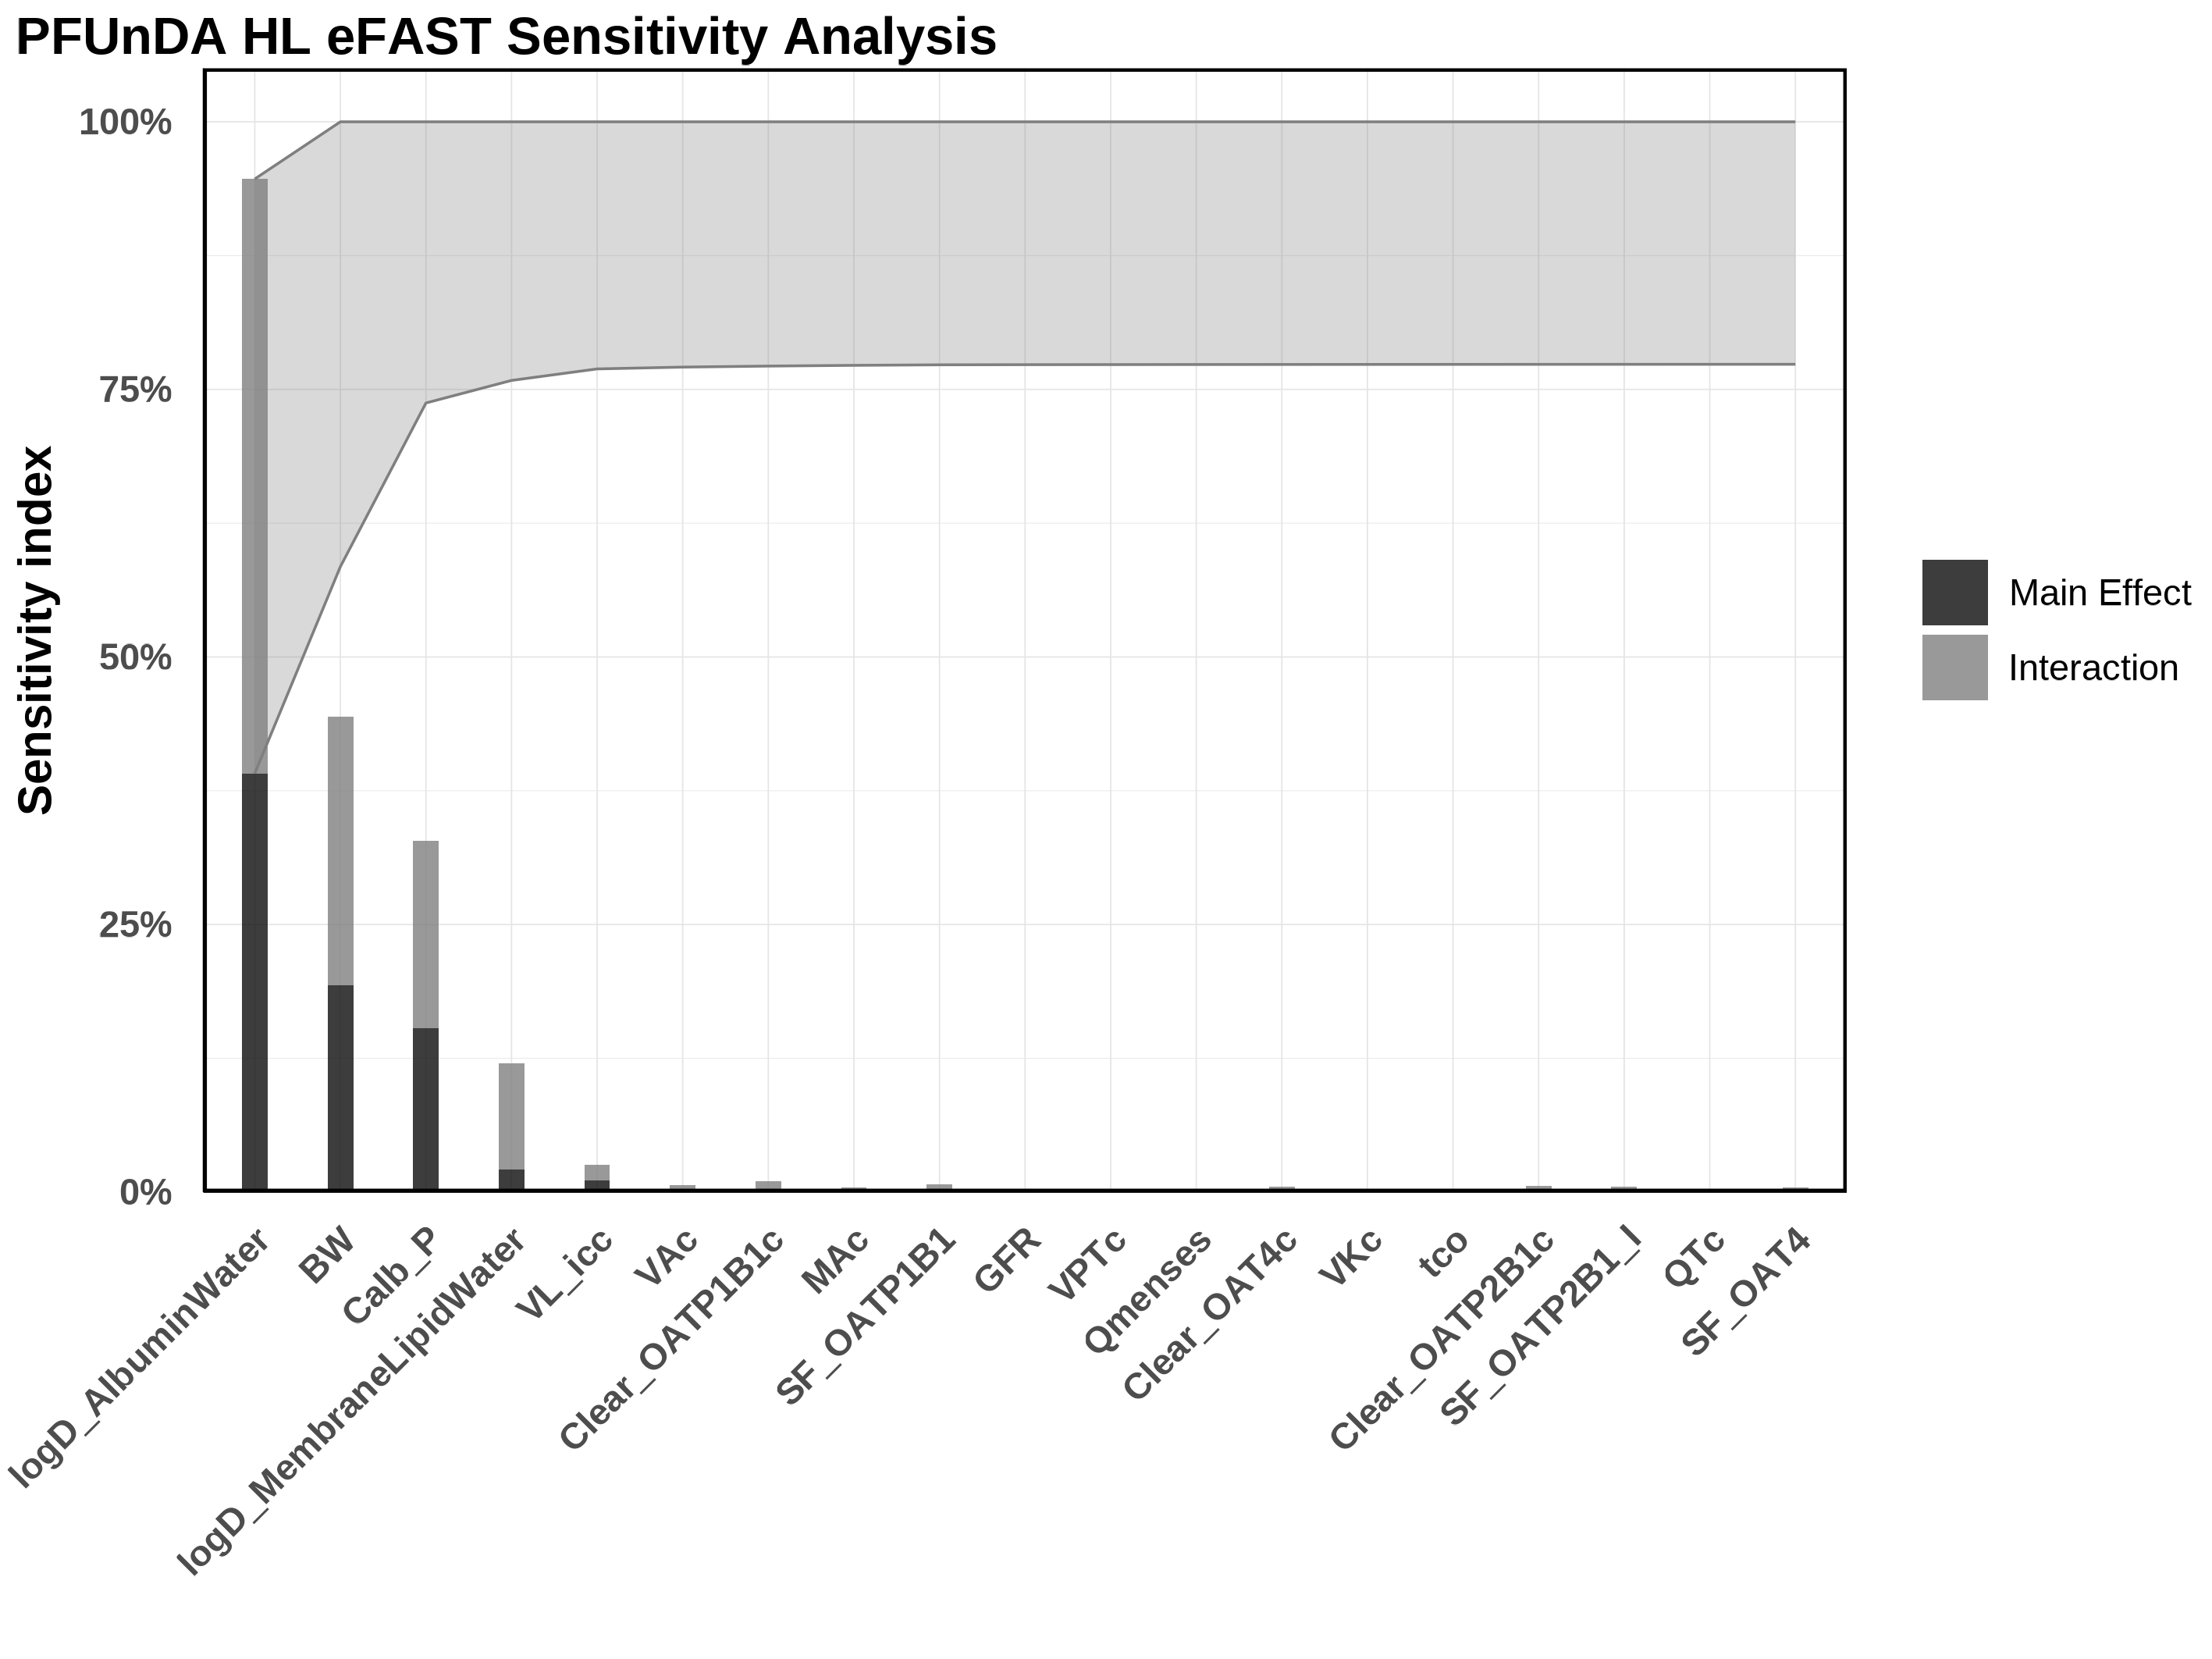 PFUnDA HL eFAST Sensitivity Analysis
Sensitivity index
100%
75%
50%
25%
0%
logD_AlbuminWater
BW
Calb_P
logD_MembraneLipidWater
VL_icc
VAc
Clear_OATP1B1c
MAc
SF_OATP1B1
GFR
VPTc
Qmenses
Clear_OAT4c
VKc
tco
Clear_OATP2B1c
SF_OATP2B1_l
QTc
SF_OAT4
Main Effect
Interaction